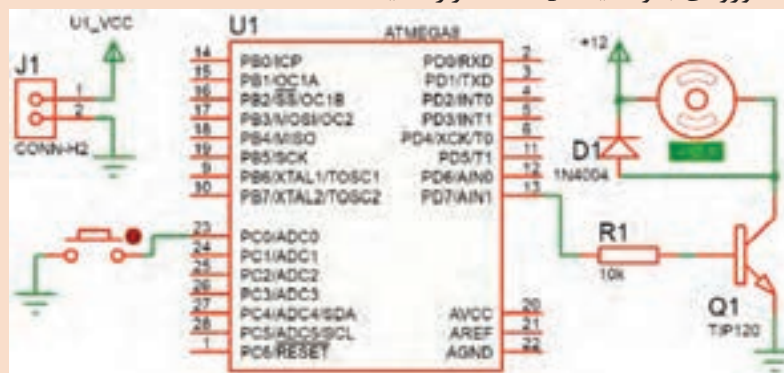 U1_VCC
J1
1
2
CONN-H2
U1
ATMEGA8
14 PB0/ICP
15 PB1/OC1A
16 PB2/SS/OC1B
17 PB3/MOSI/OC2
18 PB4/MISO
19 PB5/SCK
9 PB6/XTAL1/TOSC1
10 PB7/XTAL2/TOSC2
23 PC0/ADC0
24 PC1/ADC1
25 PC2/ADC2
26 PC3/ADC3
27 PC4/ADC4/SDA
28 PC5/ADC5/SCL
1 PC6/RESET
PD0/RXD 2
PD1/TXD 3
PD2/INT0 4
PD3/INT1 5
PD4/XCK/T0 6
PD5/T1 11
PD6/AIN0 12
PD7/AIN1 13
AVCC 20
AREF 21
AGND 22
+12
D1
1N4004
R1
10k
Q1
TIP120